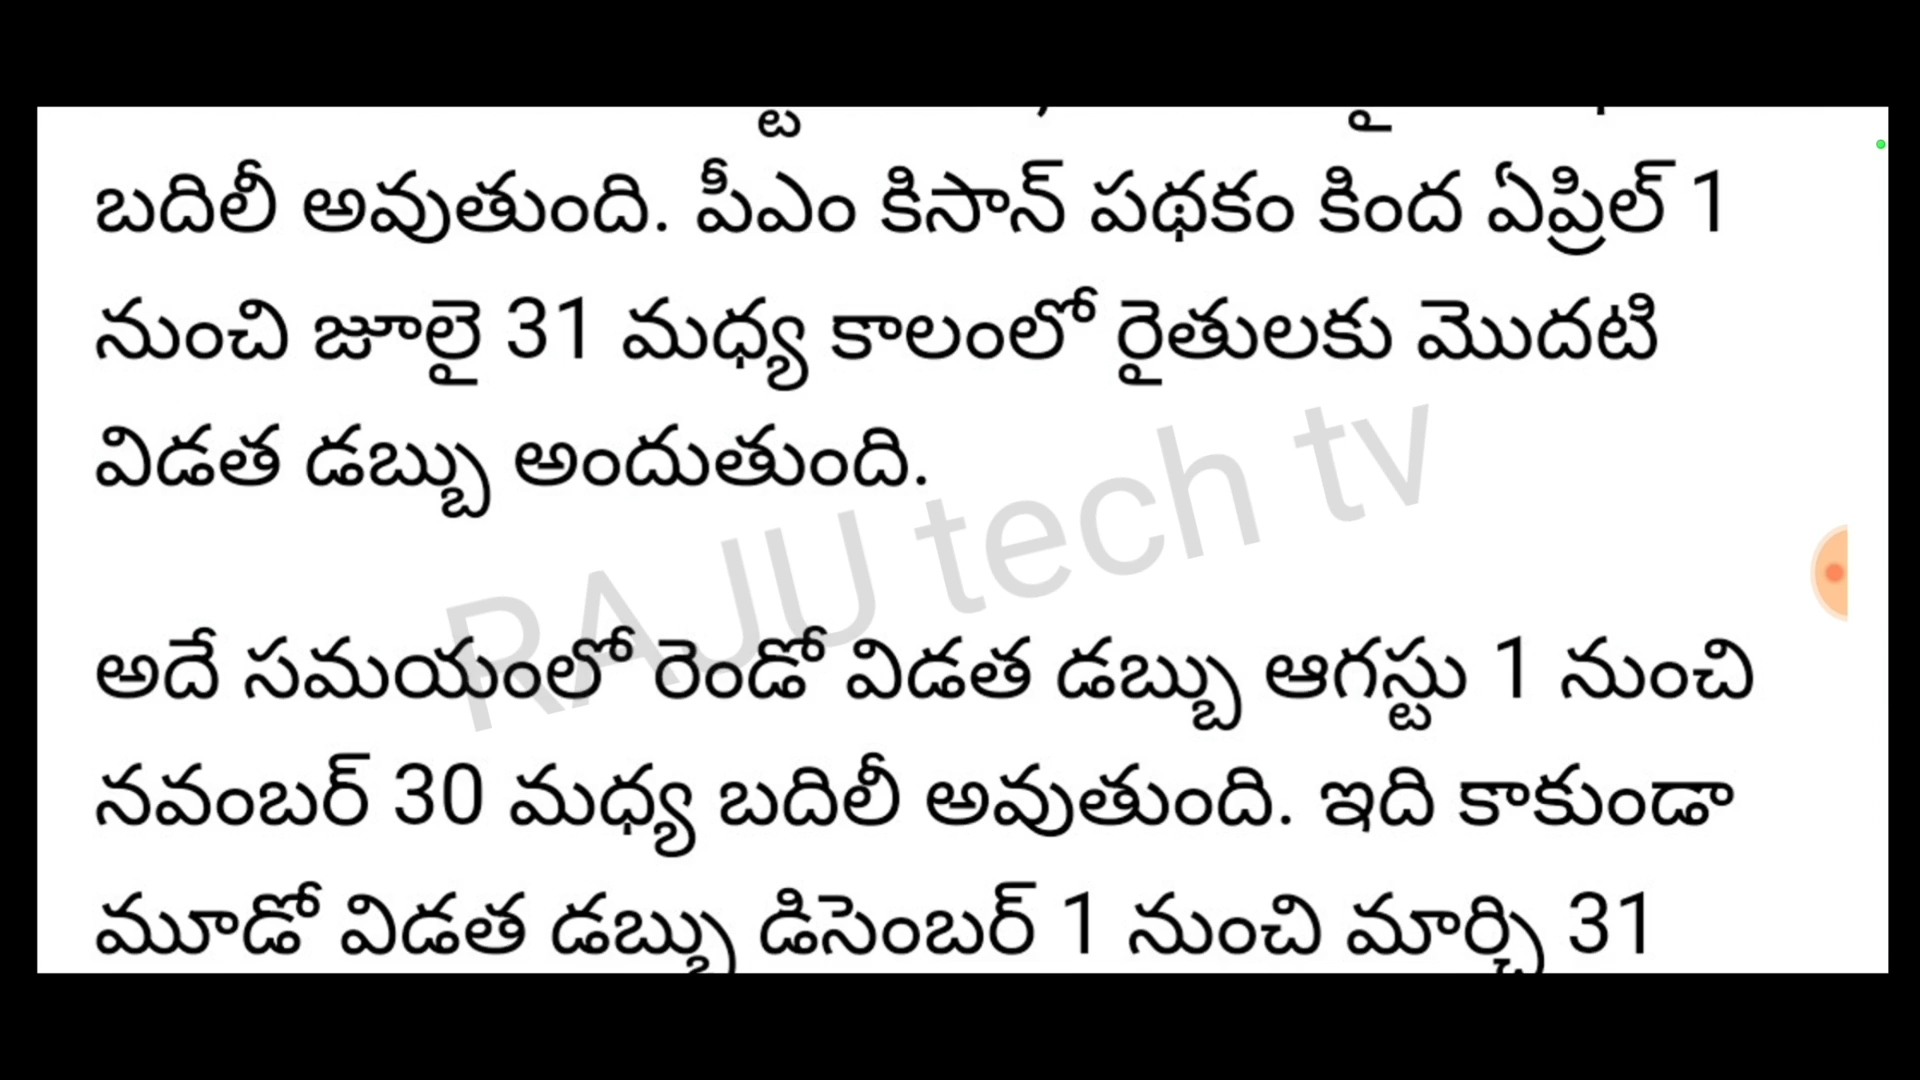 బదిలీ అవుతుంది. పీఎం కిసాన్ పథకం కింద ఏప్రిల్ 1
నుంచి జూలై 31 మధ్య కాలంలో రైతులకు మొదటి
విడత డబ్బు అందుతుంది.
RAJU tech tv
అదే సమయంలో రెండో విడత డబ్బు ఆగస్టు 1 నుంచి
నవంబర్ 30 మధ్య బదిలీ అవుతుంది. ఇది కాకుండా
మూడో విడత డబ్బు డిసెంబర్ 1 నుంచి మార్చి 31